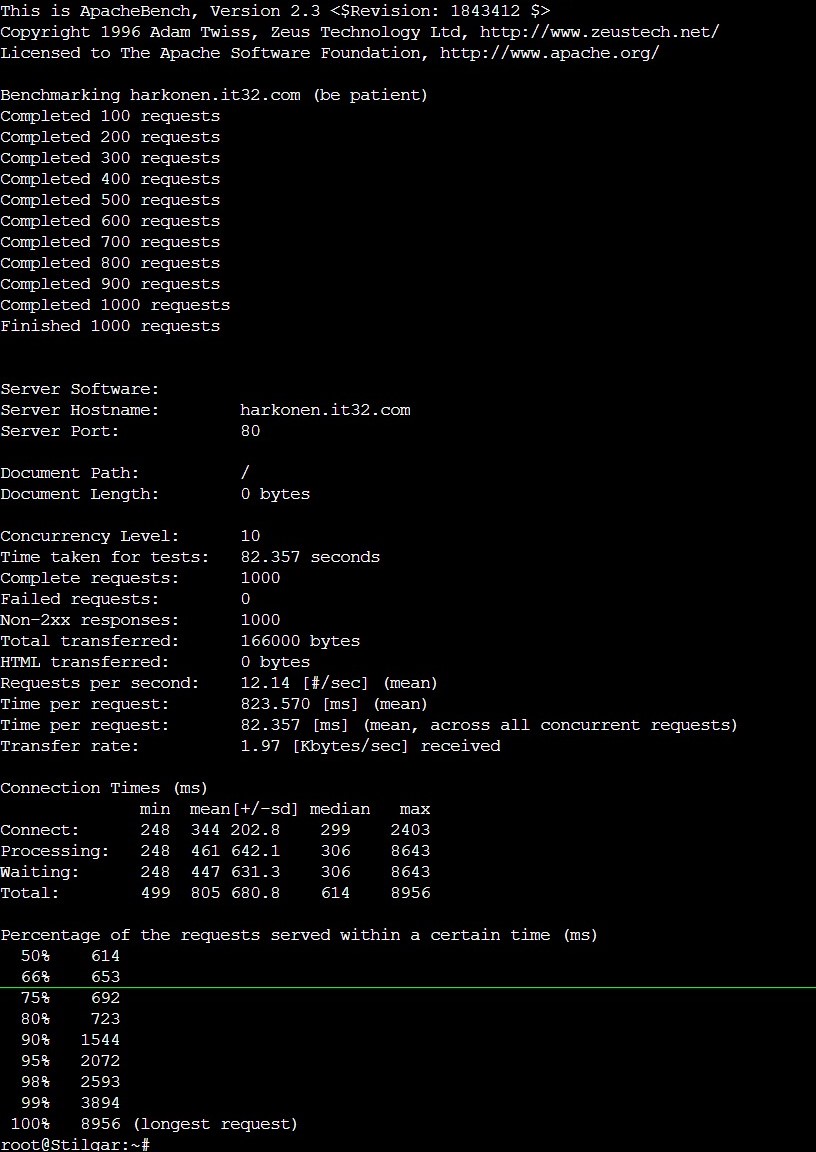 This is ApacheBench, Version 2.3 <$Revision: 1843412 $>
Copyright 1996 Adam Twiss, Zeus Technology Ltd, http://www.zeustech.net/
Licensed to The Apache Software Foundation, http://www.apache.org/

Benchmarking harkonen.it32.com (be patient)
Completed 100 requests
Completed 200 requests
Completed 300 requests
Completed 400 requests
Completed 500 requests
Completed 600 requests
Completed 700 requests
Completed 800 requests
Completed 900 requests
Completed 1000 requests
Finished 1000 requests


Server Software:
Server Hostname:        harkonen.it32.com
Server Port:            80

Document Path:          /
Document Length:        0 bytes

Concurrency Level:      10
Time taken for tests:   82.357 seconds
Complete requests:      1000
Failed requests:        0
Non-2xx responses:      1000
Total transferred:      166000 bytes
HTML transferred:       0 bytes
Requests per second:    12.14 [#/sec] (mean)
Time per request:       823.570 [ms] (mean)
Time per request:       82.357 [ms] (mean, across all concurrent requests)
Transfer rate:          1.97 [Kbytes/sec] received

Connection Times (ms)
              min  mean[+/-sd] median   max
Connect:      248  344 202.8    299    2403
Processing:   248  461 642.1    306    8643
Waiting:      248  447 631.3    306    8643
Total:        499  805 680.8    614    8956

Percentage of the requests served within a certain time (ms)
  50%    614
  66%    653
  75%    692
  80%    723
  90%   1544
  95%   2072
  98%   2593
  99%   3894
 100%   8956 (longest request)
root@Stilgar:~#